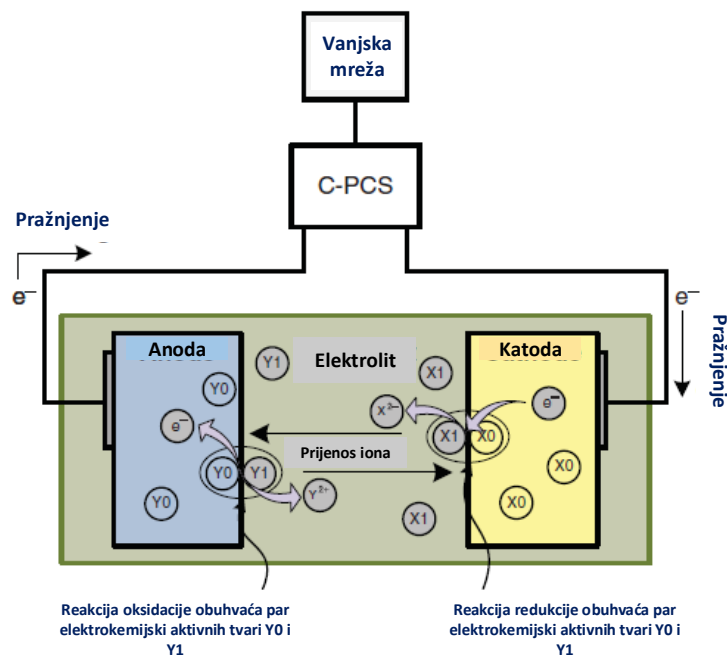 Vanjska
mreža
C-PCS
Pražnjenje
e⁻
e⁻
Pražnjenje
Anoda
Elektrolit
Katoda
Y1
X1
Y0
X²⁻
e⁻
e⁻
X1 X0
Prijenos iona
Y0 Y1
Y²⁺
X0
Y0
X1
X0
Reakcija oksidacije obuhvaća par
elektrokemijski aktivnih tvari Y0 i
Y1
Reakcija redukcije obuhvaća par
elektrokemijski aktivnih tvari Y0 i
Y1